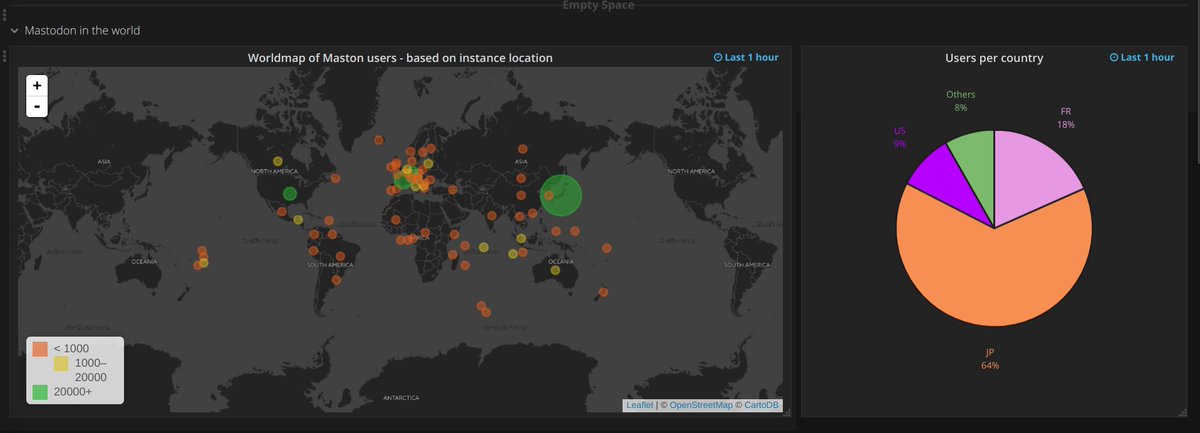 Empty Space
Mastodon in the world
Worldmap of Maston users - based on instance location
Last 1 hour
+
-
ASIA
NORTH AMERICA
ASIA
NORTH AMERICA
AFRICA
OCEANIA
SOUTH AMERICA
OCEANIA
SOUTH AMERICA
ANTARCTICA
< 1000
1000–
20000
20000+
Leaflet | © OpenStreetMap © CartoDB
Users per country
Last 1 hour
Others
8%
FR
18%
US
9%
JP
64%